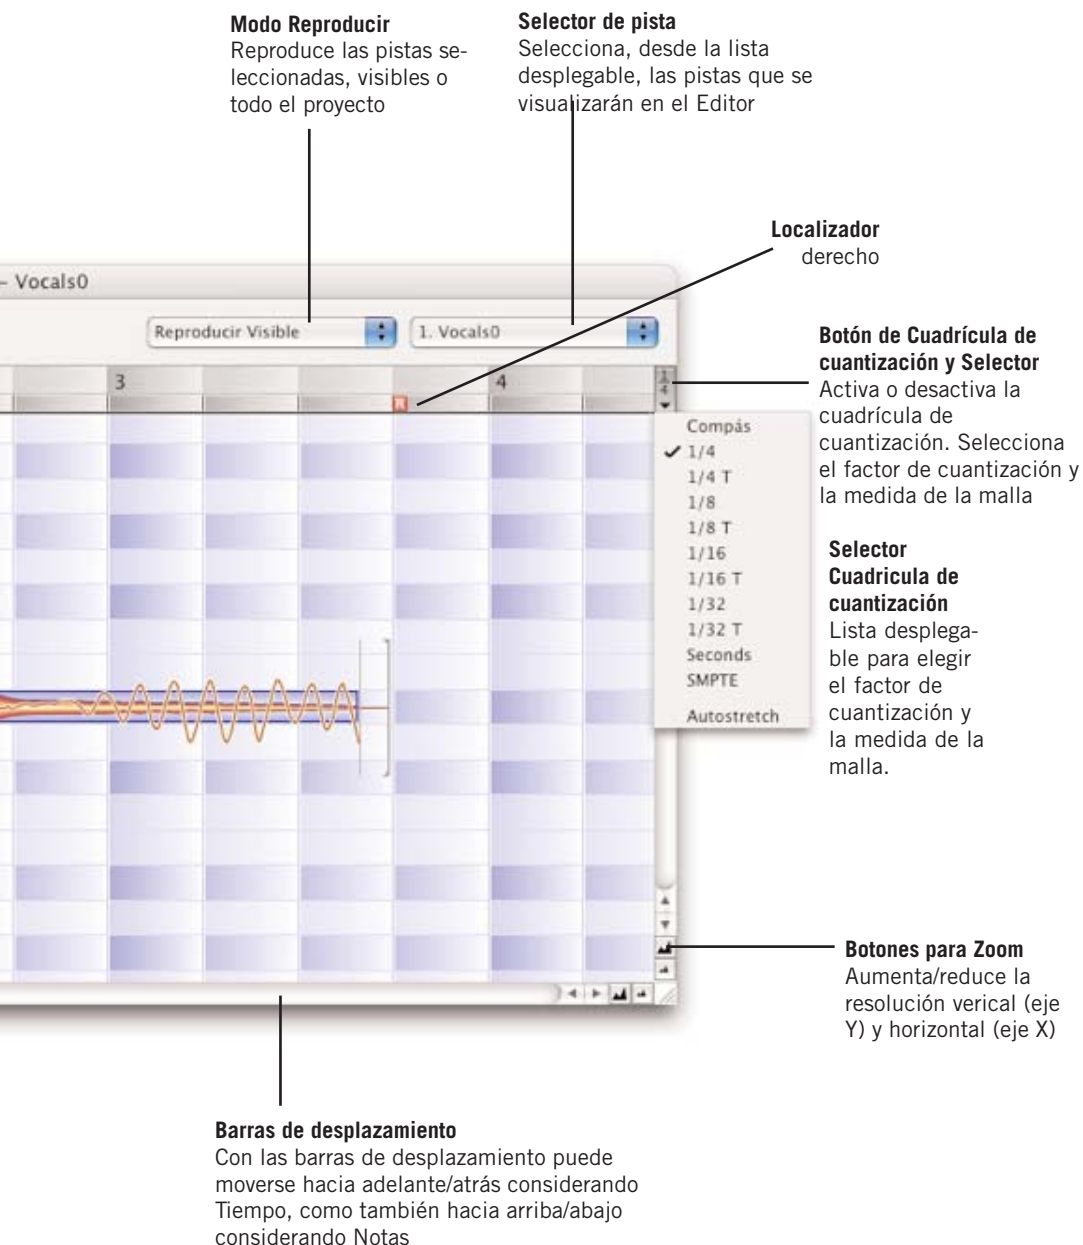 Modo Reproducir
Reproduce las pistas se-
leccionadas, visibles o
todo el proyecto
Selector de pista
Selecciona, desde la lista
desplegable, las pistas que se
visualizarán en el Editor
Localizador
derecho
– Vocals0
Reproducir Visible
1. Vocals0
3
4
1
4
R
Compás
✓ 1/4
1/4 T
1/8
1/8 T
1/16
1/16 T
1/32
1/32 T
Seconds
SMPTE
Autostretch
Botón de Cuadrícula de
cuantización y Selector
Activa o desactiva la
cuadrícula de
cuantización. Selecciona
el factor de cuantización y
la medida de la malla
Selector
Cuadricula de
cuantización
Lista desplega-
ble para elegir
el factor de
cuantización y
la medida de la
malla.
Botones para Zoom
Aumenta/reduce la
resolución verical (eje
Y) y horizontal (eje X)
Barras de desplazamiento
Con las barras de desplazamiento puede
moverse hacia adelante/atrás considerando
Tiempo, como también hacia arriba/abajo
considerando Notas